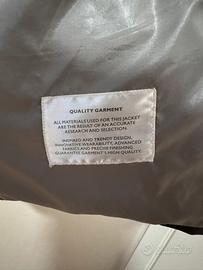 QUALITY GARMENT
ALL MATERIALS USED FOR THIS JACKET
ARE THE RESULT OF AN ACCURATE
RESEARCH AND SELECTION.
INSPIRED AND TRENDY DESIGN,
INNOVATIVE WEARABILITY, ADVANCED
FABRICS AND PRECISE FINISHING,
GUARANTEE GARMENT'S HIGH QUALITY.
subito